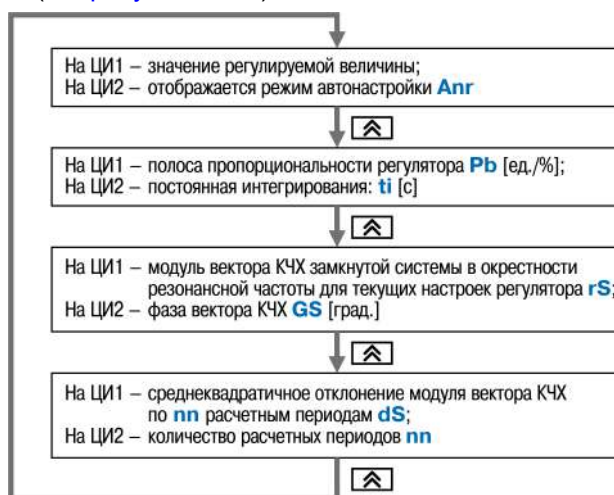 На ЦИ1 – значение регулируемой величины;
На ЦИ2 – отображается режим автонастройки Anr
На ЦИ1 – полоса пропорциональности регулятора Pb [ед./%];
На ЦИ2 – постоянная интегрирования: ti [с]
На ЦИ1 – модуль вектора КЧХ замкнутой системы в окрестности
резонансной частоты для текущих настроек регулятора rS;
На ЦИ2 – фаза вектора КЧХ GS [град.]
На ЦИ1 – среднеквадратичное отклонение модуля вектора КЧХ
по nn расчетным периодам dS;
На ЦИ2 – количество расчетных периодов nn